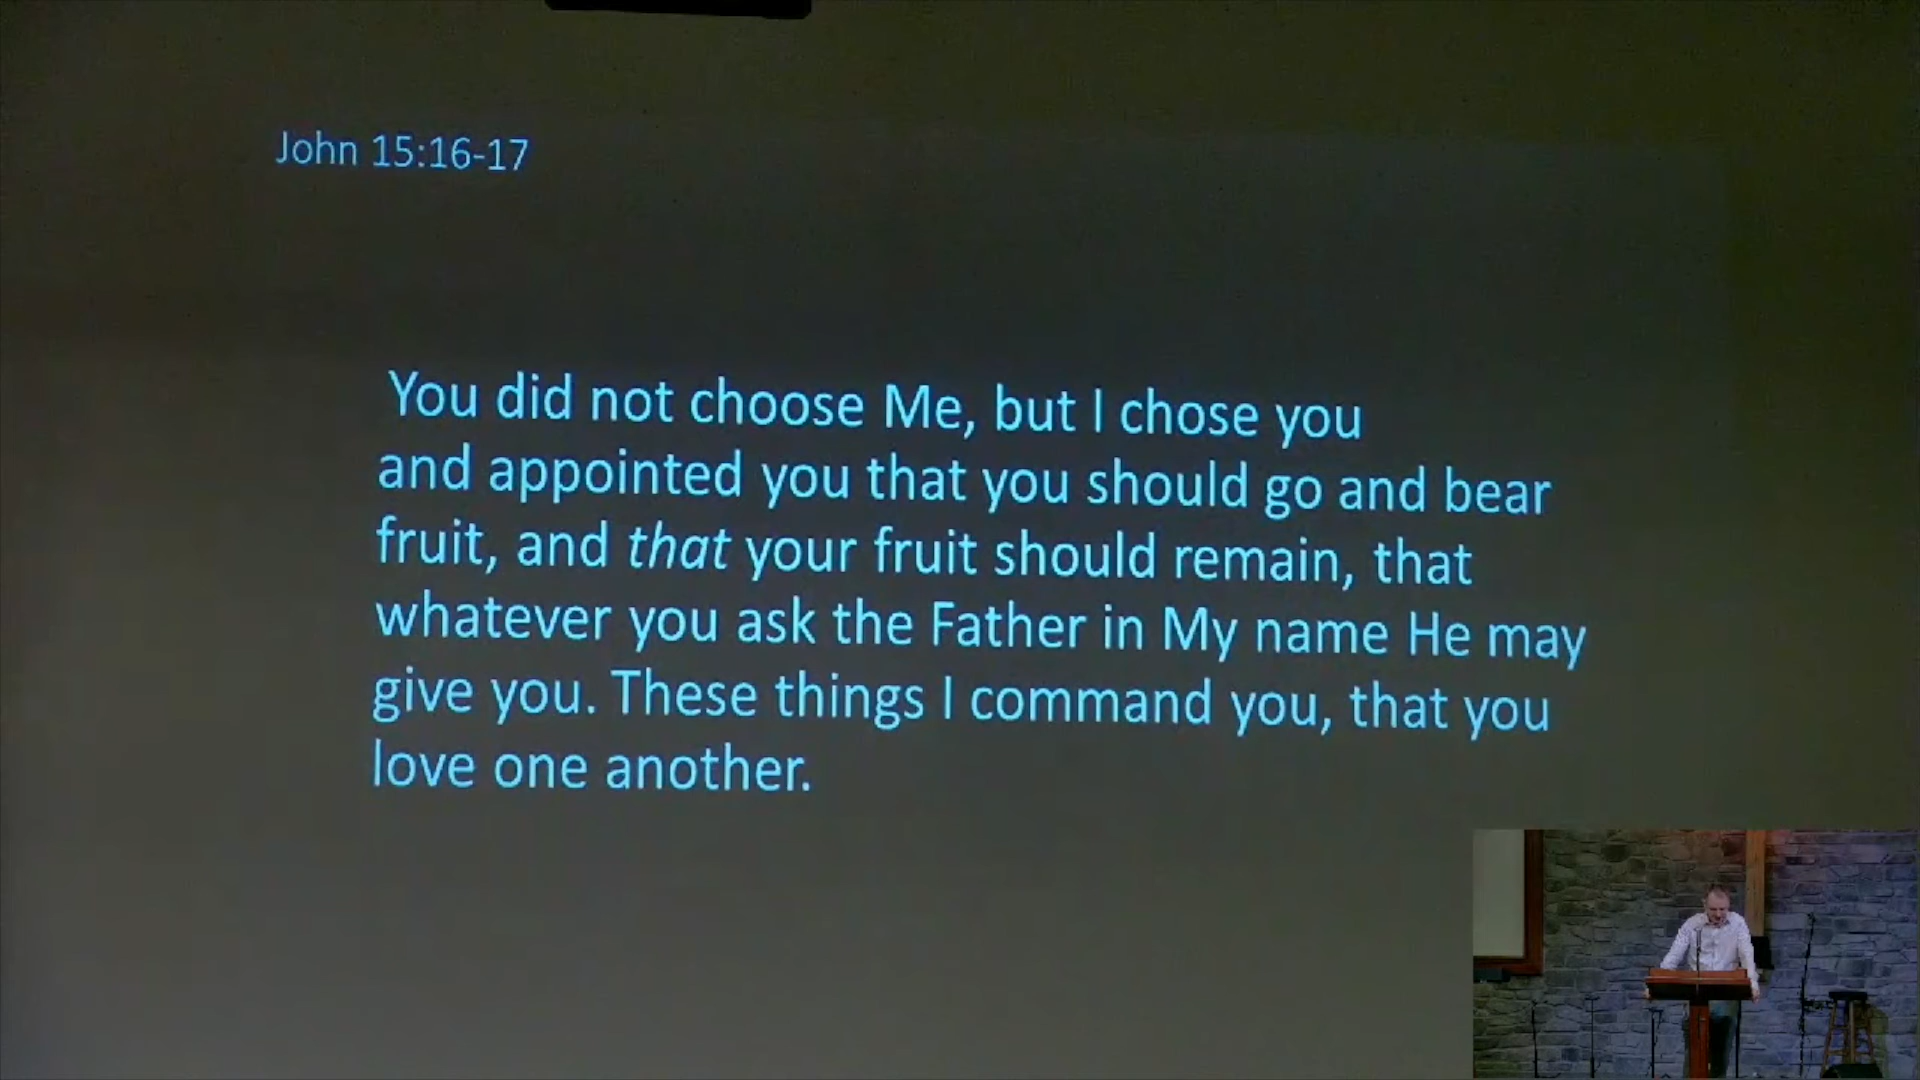 John 15:16-17
You did not choose Me, but I chose you
and appointed you that you should go and bear
fruit, and that your fruit should remain, that
whatever you ask the Father in My name He may
give you. These things I command you, that you
love one another.